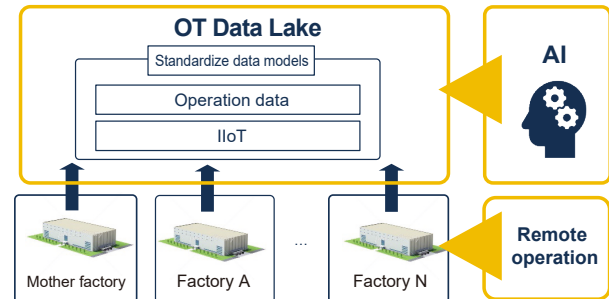 OT Data Lake
Standardize data models
Operation data
IIoT
AI
Mother factory
Factory A
...
Factory N
Remote
operation